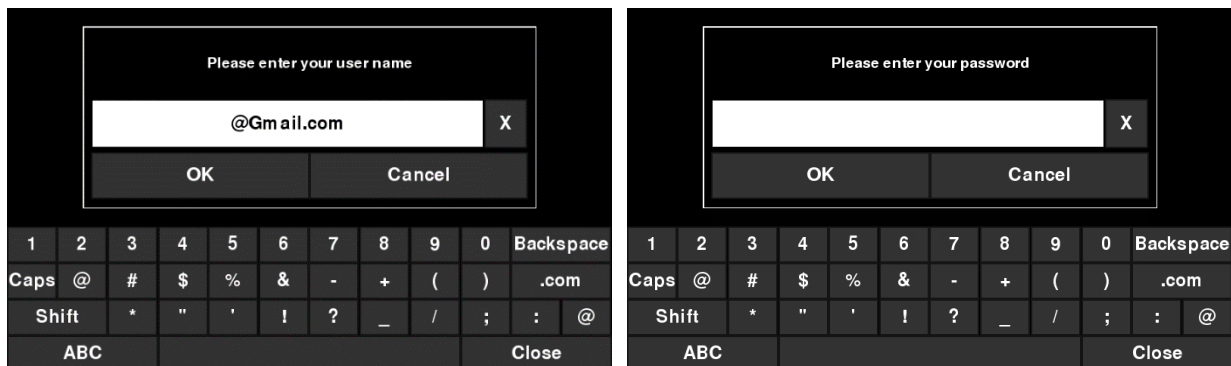 Please enter your user name
@Gmail.com X
OK Cancel
1 2 3 4 5 6 7 8 9 0 Backspace
Caps @ # $ % & - + ( ) .com
Shift * " ' ! ? _ / ; : @
ABC Close
Please enter your password
X
OK Cancel
1 2 3 4 5 6 7 8 9 0 Backspace
Caps @ # $ % & - + ( ) .com
Shift * " ' ! ? _ / ; : @
ABC Close